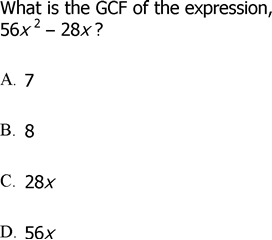 What is the GCF of the expression,
56x² – 28x?
A. 7
B. 8
C. 28x
D. 56x